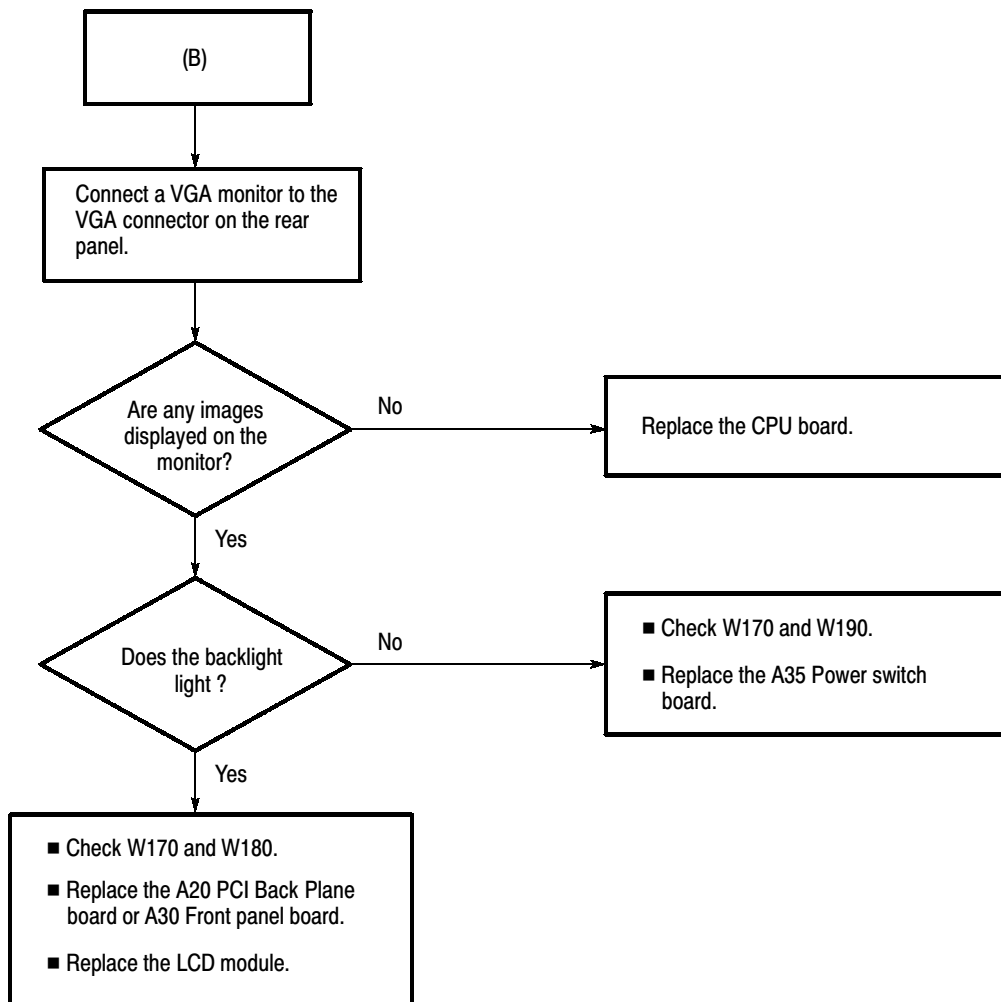 (B)
Connect a VGA monitor to the
VGA connector on the rear
panel.
Are any images
displayed on the
monitor?
No
Replace the CPU board.
Yes
Does the backlight
light ?
No
■ Check W170 and W190.
■ Replace the A35 Power switch
board.
Yes
■ Check W170 and W180.
■ Replace the A20 PCI Back Plane
board or A30 Front panel board.
■ Replace the LCD module.